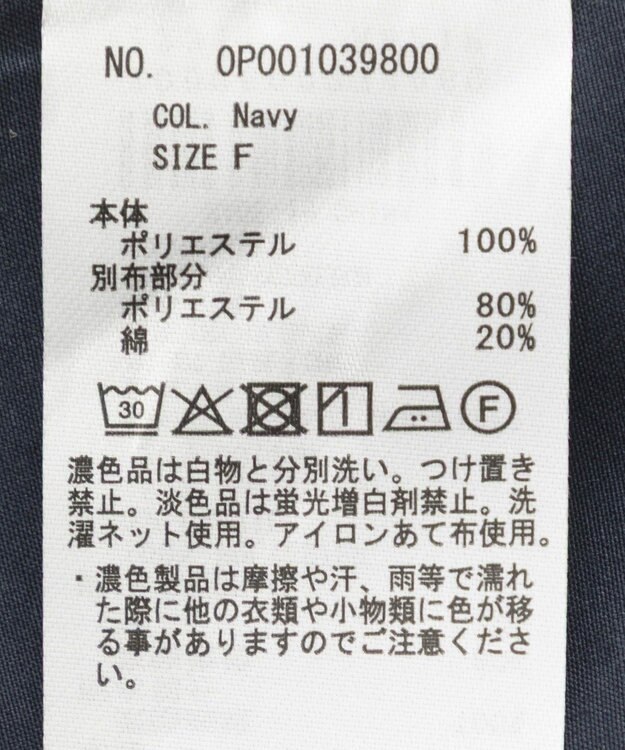 NO. 0P001039800
COL. Navy
SIZE F
本体
ポリエステル 100%
別布部分
ポリエステル 80%
綿 20%
30 F
濃色品は白物と分別洗い。つけ置き
禁止。淡色品は蛍光増白剤禁止。洗
濯ネット使用。アイロンあて布使用。
・濃色製品は摩擦や汗、雨等で濡れ
た際に他の衣類や小物類に色が移
る事がありますのでご注意くださ
い。